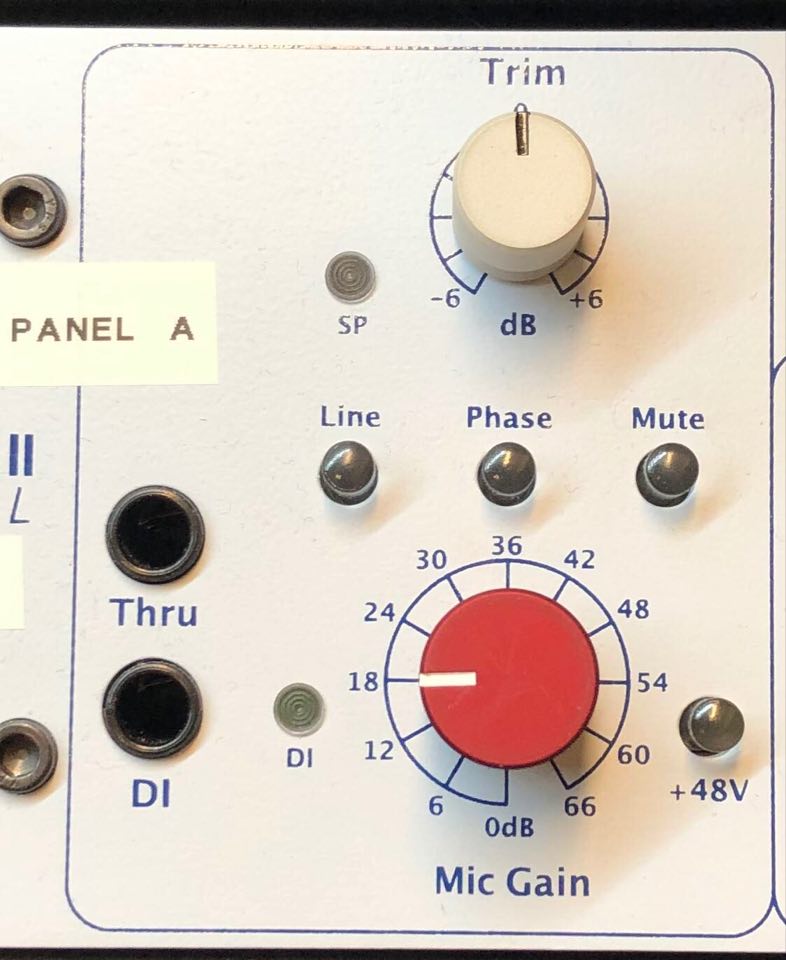 Trim
-6
+6
dB
SP
PANEL A
Line
Phase
Mute
II
L
36
30
42
24
48
18
54
12
60
6
66
0dB
Thru
DI
DI
+48V
Mic Gain